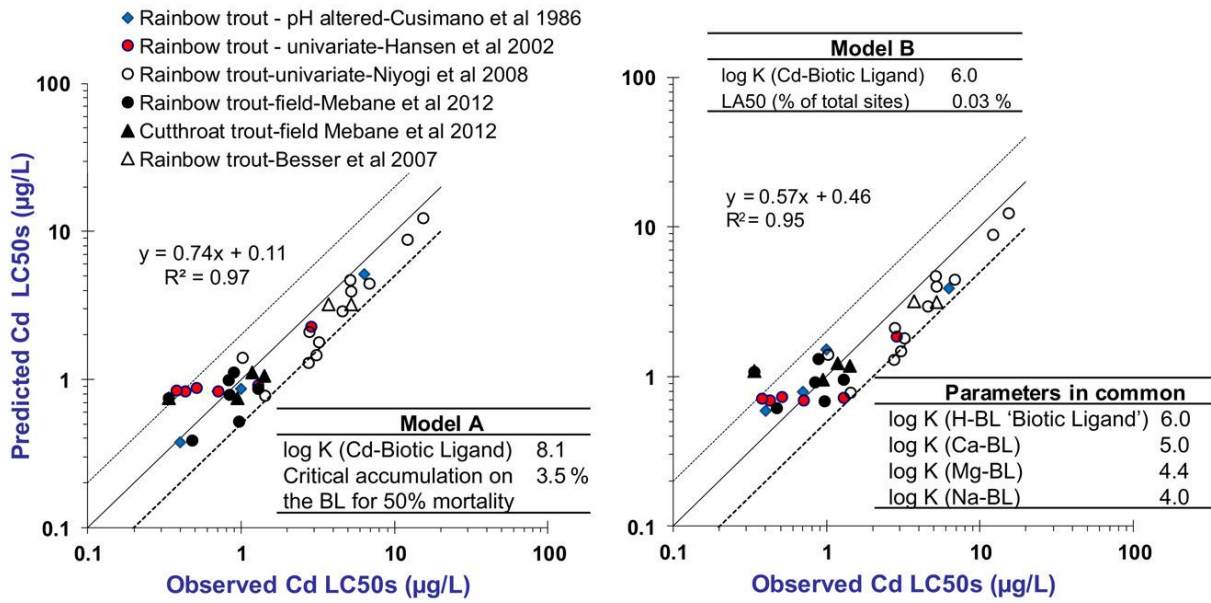 Rainbow trout - pH altered-Cusimano et al 1986
Rainbow trout - univariate-Hansen et al 2002
Rainbow trout-univariate-Niyogi et al 2008
Rainbow trout-field-Mebane et al 2012
Cutthroat trout-field Mebane et al 2012
Rainbow trout-Besser et al 2007
Predicted Cd LC50s (µg/L)
100
10
1
0.1
y = 0.74x + 0.11
R² = 0.97
Model A
log K (Cd-Biotic Ligand) 8.1
Critical accumulation on 3.5 %
the BL for 50% mortality
0.1 1 10 100
Observed Cd LC50s (µg/L)
Model B
log K (Cd-Biotic Ligand) 6.0
LA50 (% of total sites) 0.03 %
100
10
1
0.1
y = 0.57x + 0.46
R² = 0.95
Parameters in common
log K (H-BL ‘Biotic Ligand’) 6.0
log K (Ca-BL) 5.0
log K (Mg-BL) 4.4
log K (Na-BL) 4.0
0.1 1 10 100
Observed Cd LC50s (µg/L)